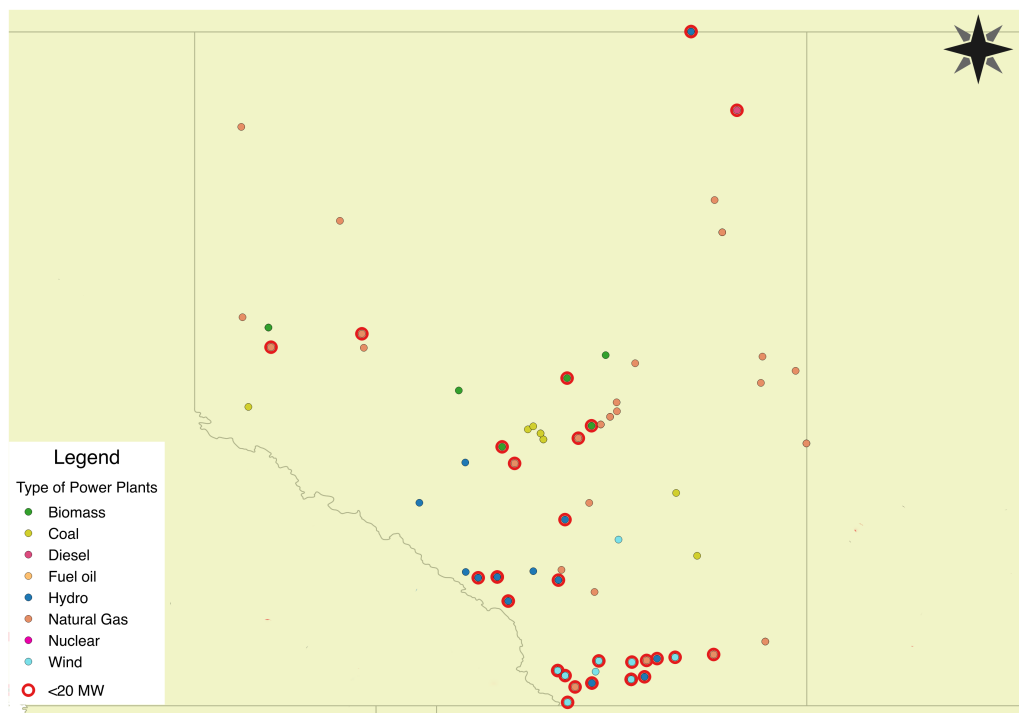 Legend
Type of Power Plants
Biomass
Coal
Diesel
Fuel oil
Hydro
Natural Gas
Nuclear
Wind
<20 MW